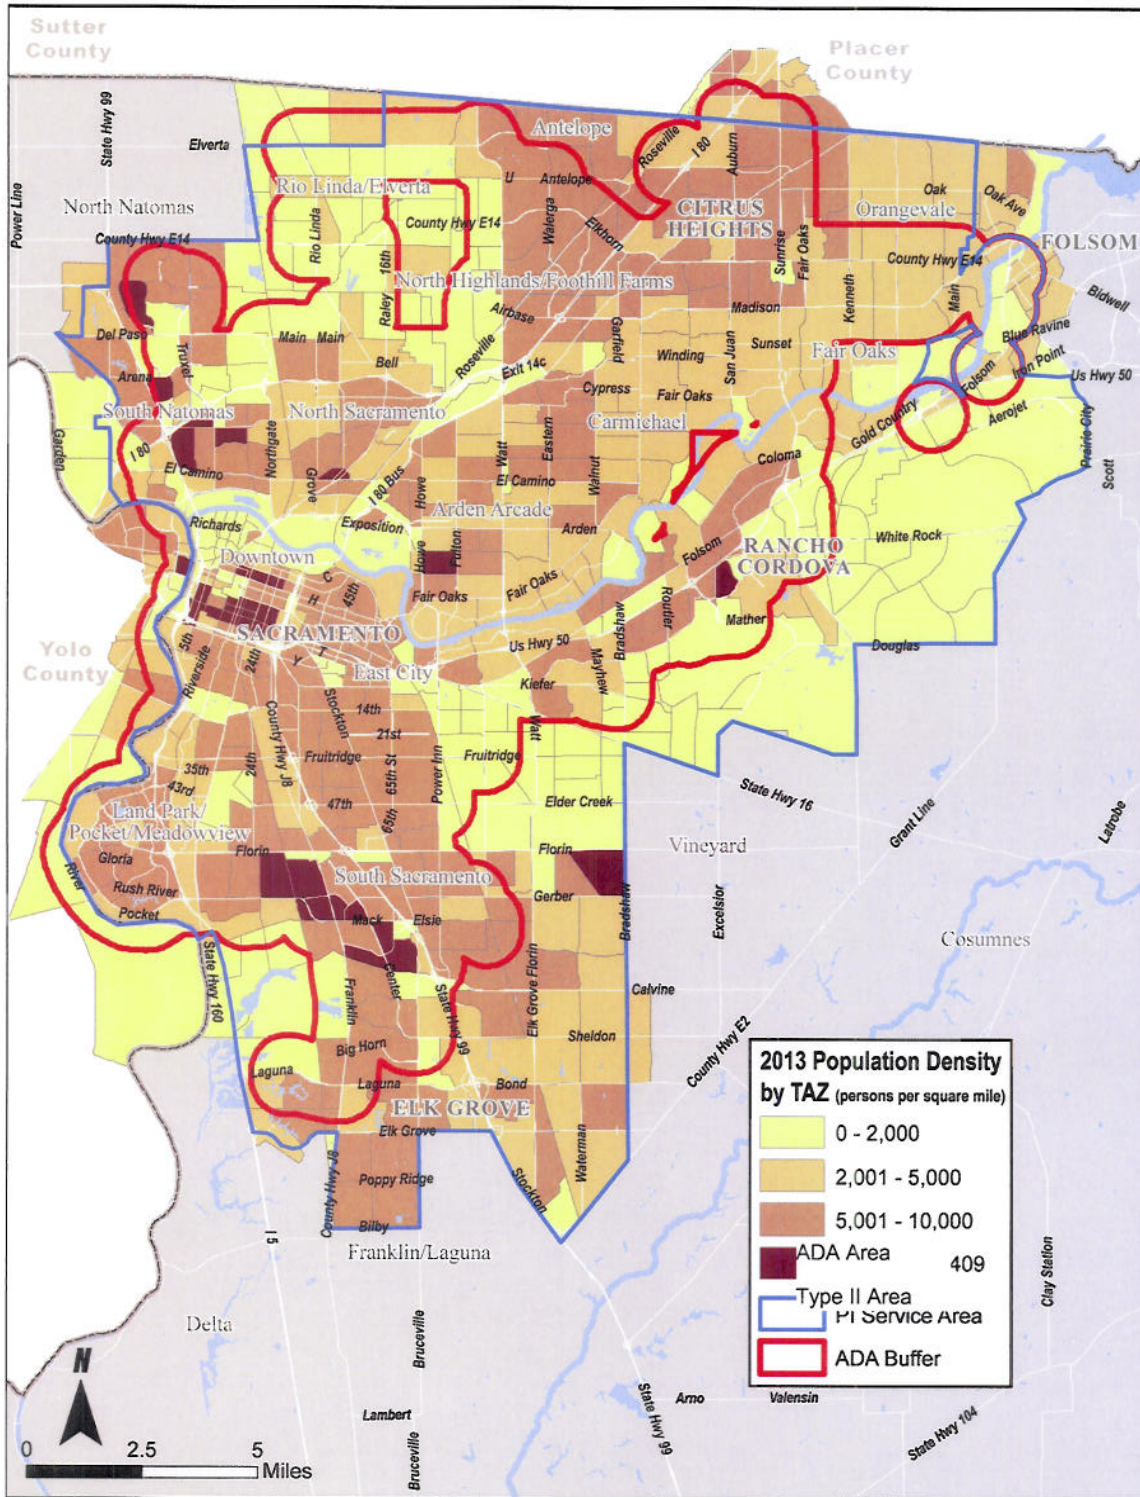 Sutter
County
Placer
County
State Hwy 99
Elverta
Antelope
Roseville
I 80
Auburn
Power Line
North Natomas
Rio Linda/Elverta
U
Antelope
Oak
Oak Ave
Walerga
Elkhorn
CITRUS
HEIGHTS
Orangevale
FOLSOM
County Hwy E14
Rio Linda
County Hwy E14
16th
Sunrise
Fair Oaks
County Hwy E14
North Highlands/Foothill Farms
Raley
Airbase
Madison
Kenneth
Main
Bidwell
Del Paso
Truxel
Main
Main
Garfield
Winding
San Juan
Sunset
Fair Oaks
Blue Ravine
Iron Point
Arena
Bell
Roseville
Exit 14c
Cypress
Fair Oaks
Folsom
Us Hwy 50
South Natomas
North Sacramento
Carmichael
Gold Country
Aerojet
Garden
I 80
Northgate
Watt
Eastern
Walnut
Coloma
Prairie City
Scott
El Camino
Grove
I 80 Bus
Howe
El Camino
Richards
Exposition
Arden Arcade
Arden
White Rock
Downtown
Howe
Fulton
Folsom
RANCHO
CORDOVA
C
H
45th
Fair Oaks
Fair Oaks
Routier
Bradshaw
Mather
SACRAMENTO
5th
T
Y
Us Hwy 50
Mayhew
Douglas
Yolo
County
Riverside
24th
East City
Kiefer
Stockton
14th
County Hwy J8
21st
Watt
35th
24th
Fruitridge
65th St
Power Inn
Fruitridge
43rd
47th
65th
Elder Creek
State Hwy 16
Grant Line
Latrobe
Land Park/
Pocket/Meadowview
Florin
Florin
Vineyard
Gloria
South Sacramento
River
Rush River
Gerber
Pocket
Mack
Elsie
Bradshaw
Excelsior
Cosumnes
State Hwy 160
Franklin
Center
State Hwy 99
Elk Grove Florin
Calvine
Sheldon
County Hwy E2
Big Horn
Laguna
Laguna
Bond
ELK GROVE
Elk Grove
Waterman
County Hwy J8
Poppy Ridge
Stockton
Bilby
I 5
Franklin/Laguna
Clay Station
Delta
Bruceville
Lambert
Bruceville
State Hwy 99
Arno
Valensin
State Hwy 104
2013 Population Density
by TAZ (persons per square mile)
0 - 2,000
2,001 - 5,000
5,001 - 10,000
ADA Area 409
Type II Area
PI Service Area
ADA Buffer
N
0 2.5 5
Miles